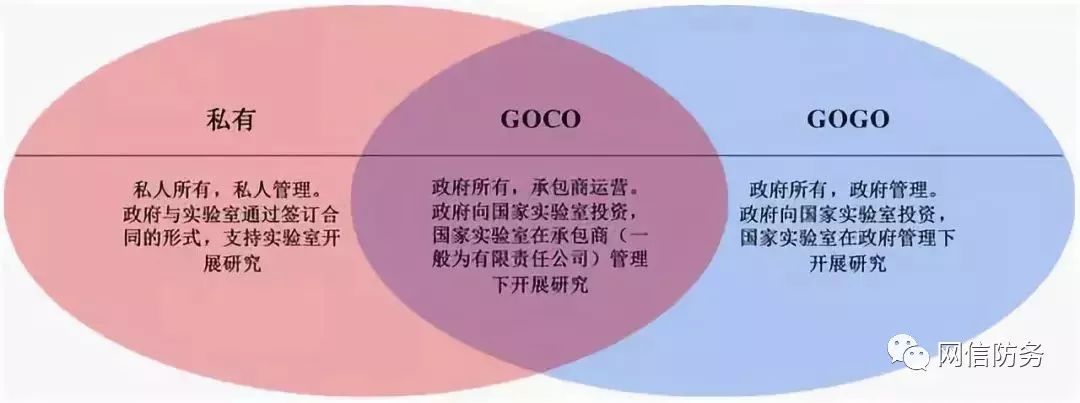 私有
私人所有，私人管理。
政府与实验室通过签订合
同的形式，支持实验室开
展研究
GOCO
政府所有，承包商运营。
政府向国家实验室投资，
国家实验室在承包商（一
般为有限责任公司）管理
下开展研究
GOGO
政府所有，政府管理。
政府向国家实验室投资，
国家实验室在政府管理下
开展研究
网信防务